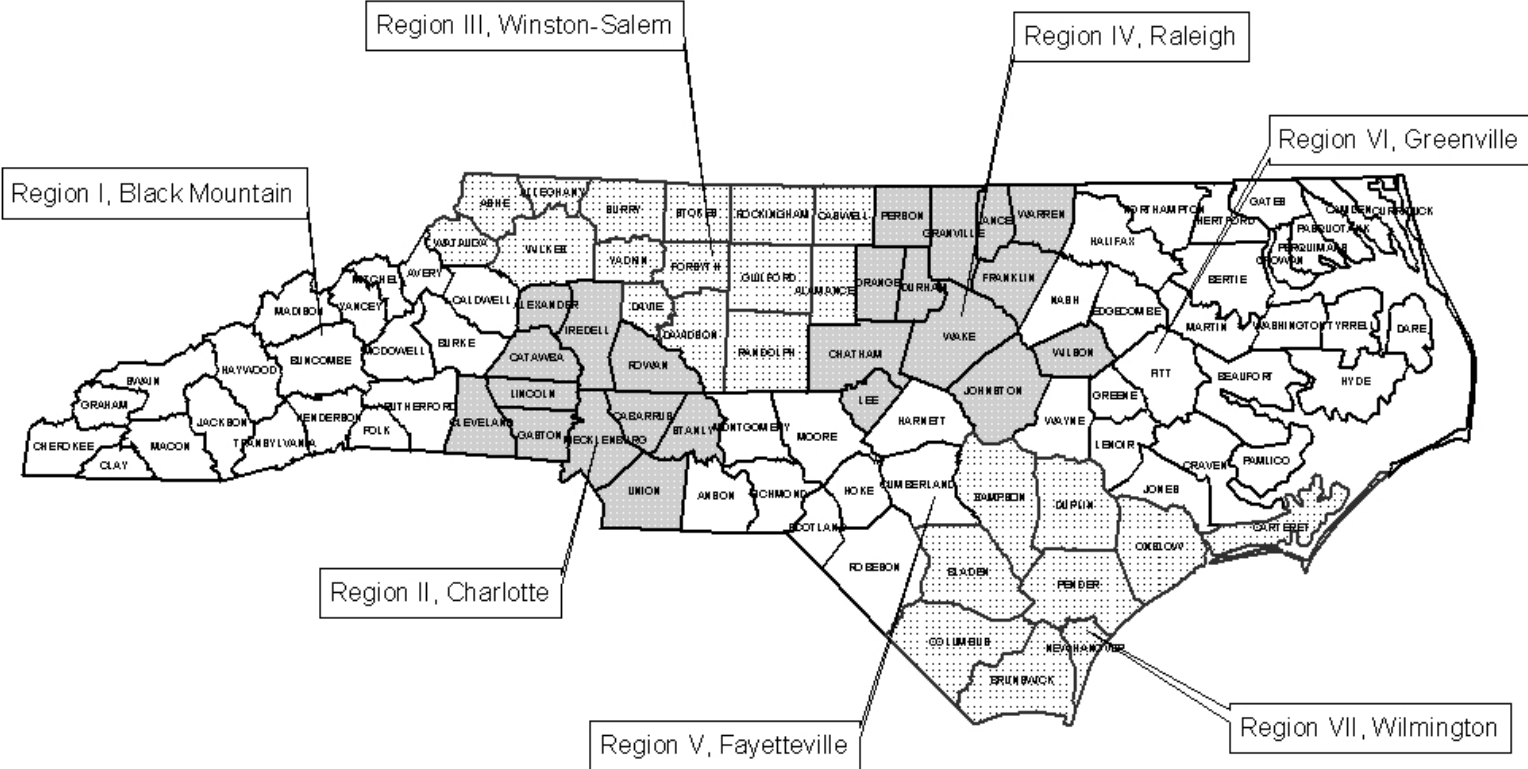 Region III, Winston-Salem
Region IV, Raleigh
Region VI, Greenville
Region I, Black Mountain
ASHE
ALLEGHANY
SURRY
STOKES
ROCKINGHAM
CASWELL
PERSON
GRANVILLE
VANCE
WARREN
NORTHAMPTON
HERTFORD
GATES
CAMDEN
CURRITUCK
PASQUOTANK
PERQUIMANS
CHOWAN
WATAUGA
WILKES
YADKIN
FORSYTH
GUILFORD
ALAMANCE
ORANGE
DURHAM
FRANKLIN
HALIFAX
BERTIE
MITCHEL
AVERY
MADISON
YANCEY
CALDWELL
ALEXANDER
IREDELL
DAVIE
DAVIDSON
RANDOLPH
CHATHAM
WAKE
NASH
EDGECOMBE
MARTIN
WASHINGTON
TYRRELL
DARE
SWAIN
HAYWOOD
BUNCOMBE
MCDOWELL
BURKE
CATAWBA
ROWAN
LINCOLN
WILSON
PITT
BEAUFORT
HYDE
GRAHAM
JACKSON
HENDERSON
RUTHERFORD
POLK
CLEVELAND
GASTON
MECKLENBURG
CABARRUS
STANLY
MONTGOMERY
MOORE
LEE
HARNETT
JOHNSTON
WAYNE
GREENE
LENOIR
CRAVEN
PAMLICO
CHEROKEE
CLAY
MACON
TRANSYLVANIA
UNION
ANSON
RICHMOND
SCOTLAND
HOKE
CUMBERLAND
SAMPSON
DUPLIN
JONES
CARTERET
ONSLOW
ROBESON
BLADEN
PENDER
COLUMBUS
NEW HANOVER
BRUNSWICK
Region II, Charlotte
Region V, Fayetteville
Region VII, Wilmington